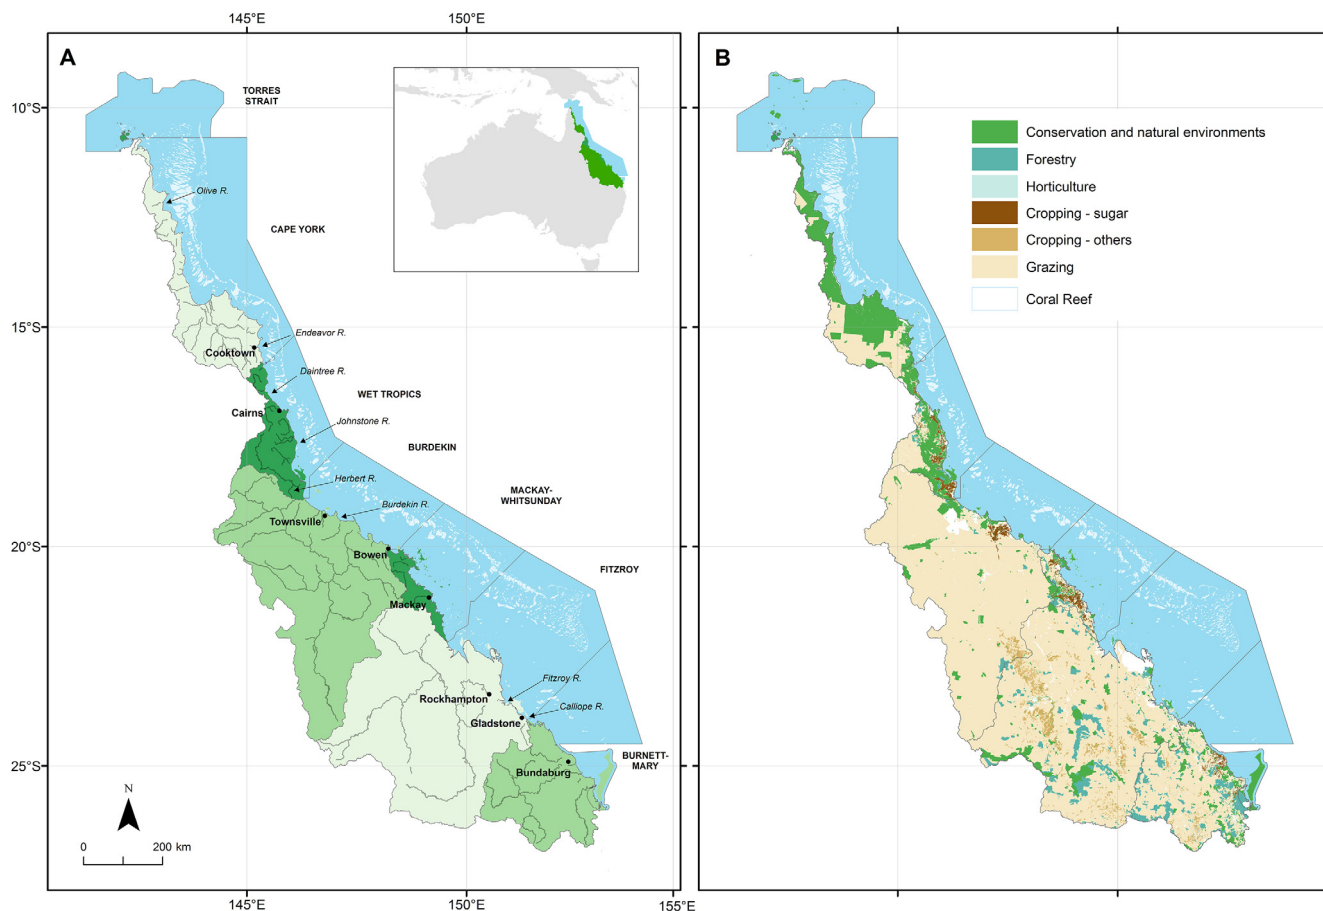 145°E
150°E
A
B
TORRES
STRAIT
10°S
Conservation and natural environments
Forestry
Horticulture
Cropping - sugar
Cropping - others
Grazing
Coral Reef
Olive R.
CAPE YORK
15°S
Endeavor R.
Cooktown
Daintree R.
WET TROPICS
Cairns
Johnstone R.
BURDEKIN
Herbert R.
MACKAY-
WHITSUNDAY
Burdekin R.
Townsville
20°S
Bowen
FITZROY
Mackay
Fitzroy R.
Rockhampton
Calliope R.
Gladstone
BURNETT-
MARY
25°S
Bundaburg
N
0
200 km
145°E
150°E
155°E